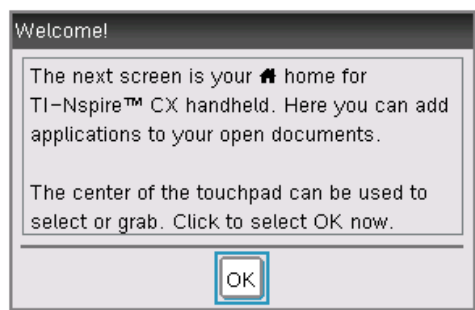 Welcome!
The next screen is your home for
TI-Nspire™ CX handheld. Here you can add
applications to your open documents.
The center of the touchpad can be used to
select or grab. Click to select OK now.
OK